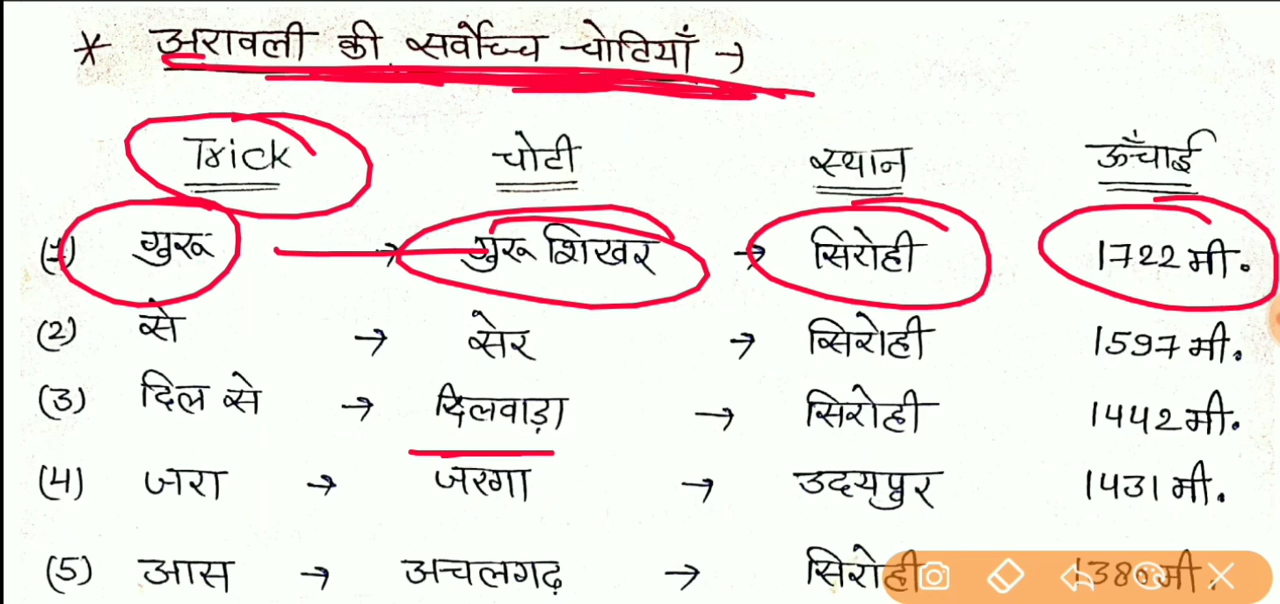 * अरावली की सर्वोच्च चोटियाँ →
Trick चोटी स्थान ऊँचाई
(1) गुरू → गुरू शिखर → सिरोही 1722 मी.
(2) से → सेर → सिरोही 1597 मी.
(3) दिल से → दिलवाड़ा → सिरोही 1442 मी.
(4) जरा → जरगा → उदयपुर 1431 मी.
(5) आस → अचलगढ़ → सिरोही 1380 मी.